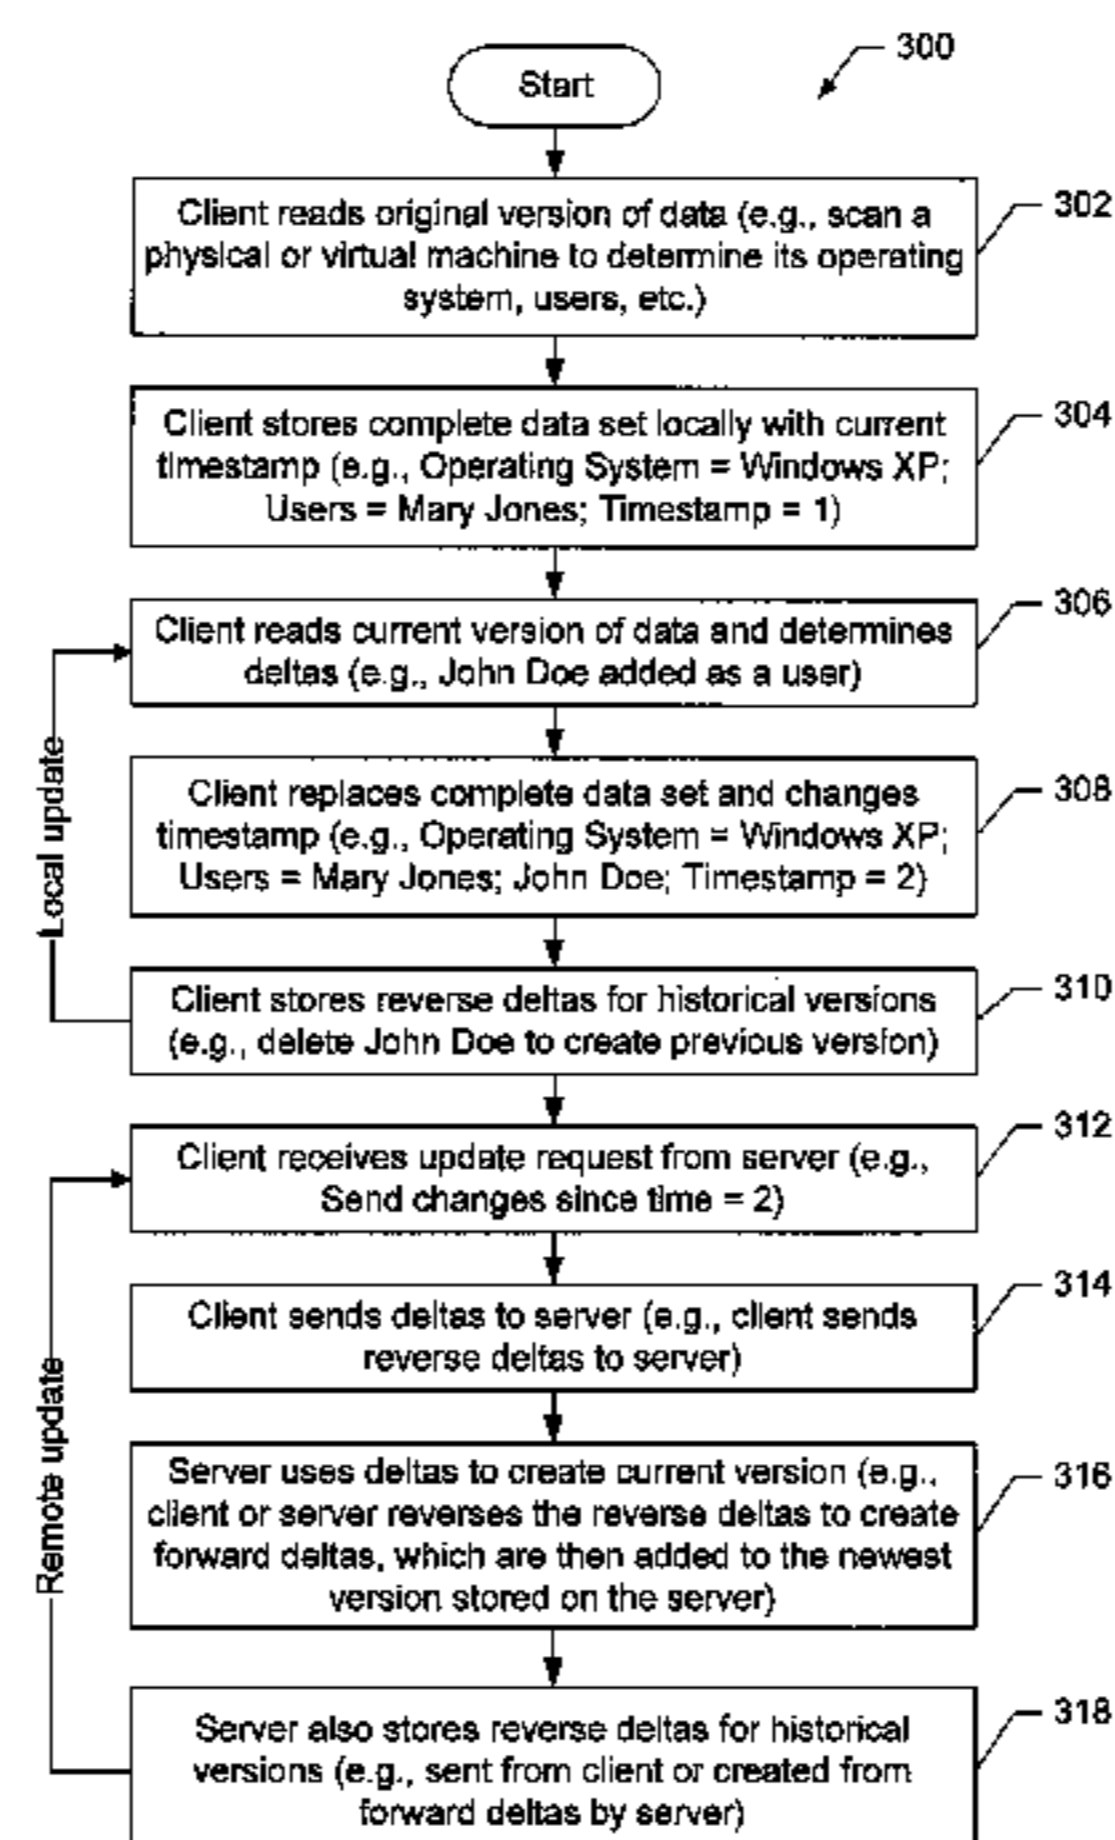 300
Start
302
Client reads original version of data (e.g., scan a
physical or virtual machine to determine its operating
system, users, etc.)
304
Client stores complete data set locally with current
timestamp (e.g., Operating System = Windows XP;
Users = Mary Jones; Timestamp = 1)
306
Client reads current version of data and determines
deltas (e.g., John Doe added as a user)
308
Client replaces complete data set and changes
timestamp (e.g., Operating System = Windows XP;
Users = Mary Jones; John Doe; Timestamp = 2)
Local update
310
Client stores reverse deltas for historical versions
(e.g., delete John Doe to create previous version)
312
Client receives update request from server (e.g.,
Send changes since time = 2)
314
Client sends deltas to server (e.g., client sends
reverse deltas to server)
Remote update
316
Server uses deltas to create current version (e.g.,
client or server reverses the reverse deltas to create
forward deltas, which are then added to the newest
version stored on the server)
318
Server also stores reverse deltas for historical
versions (e.g., sent from client or created from
forward deltas by server)